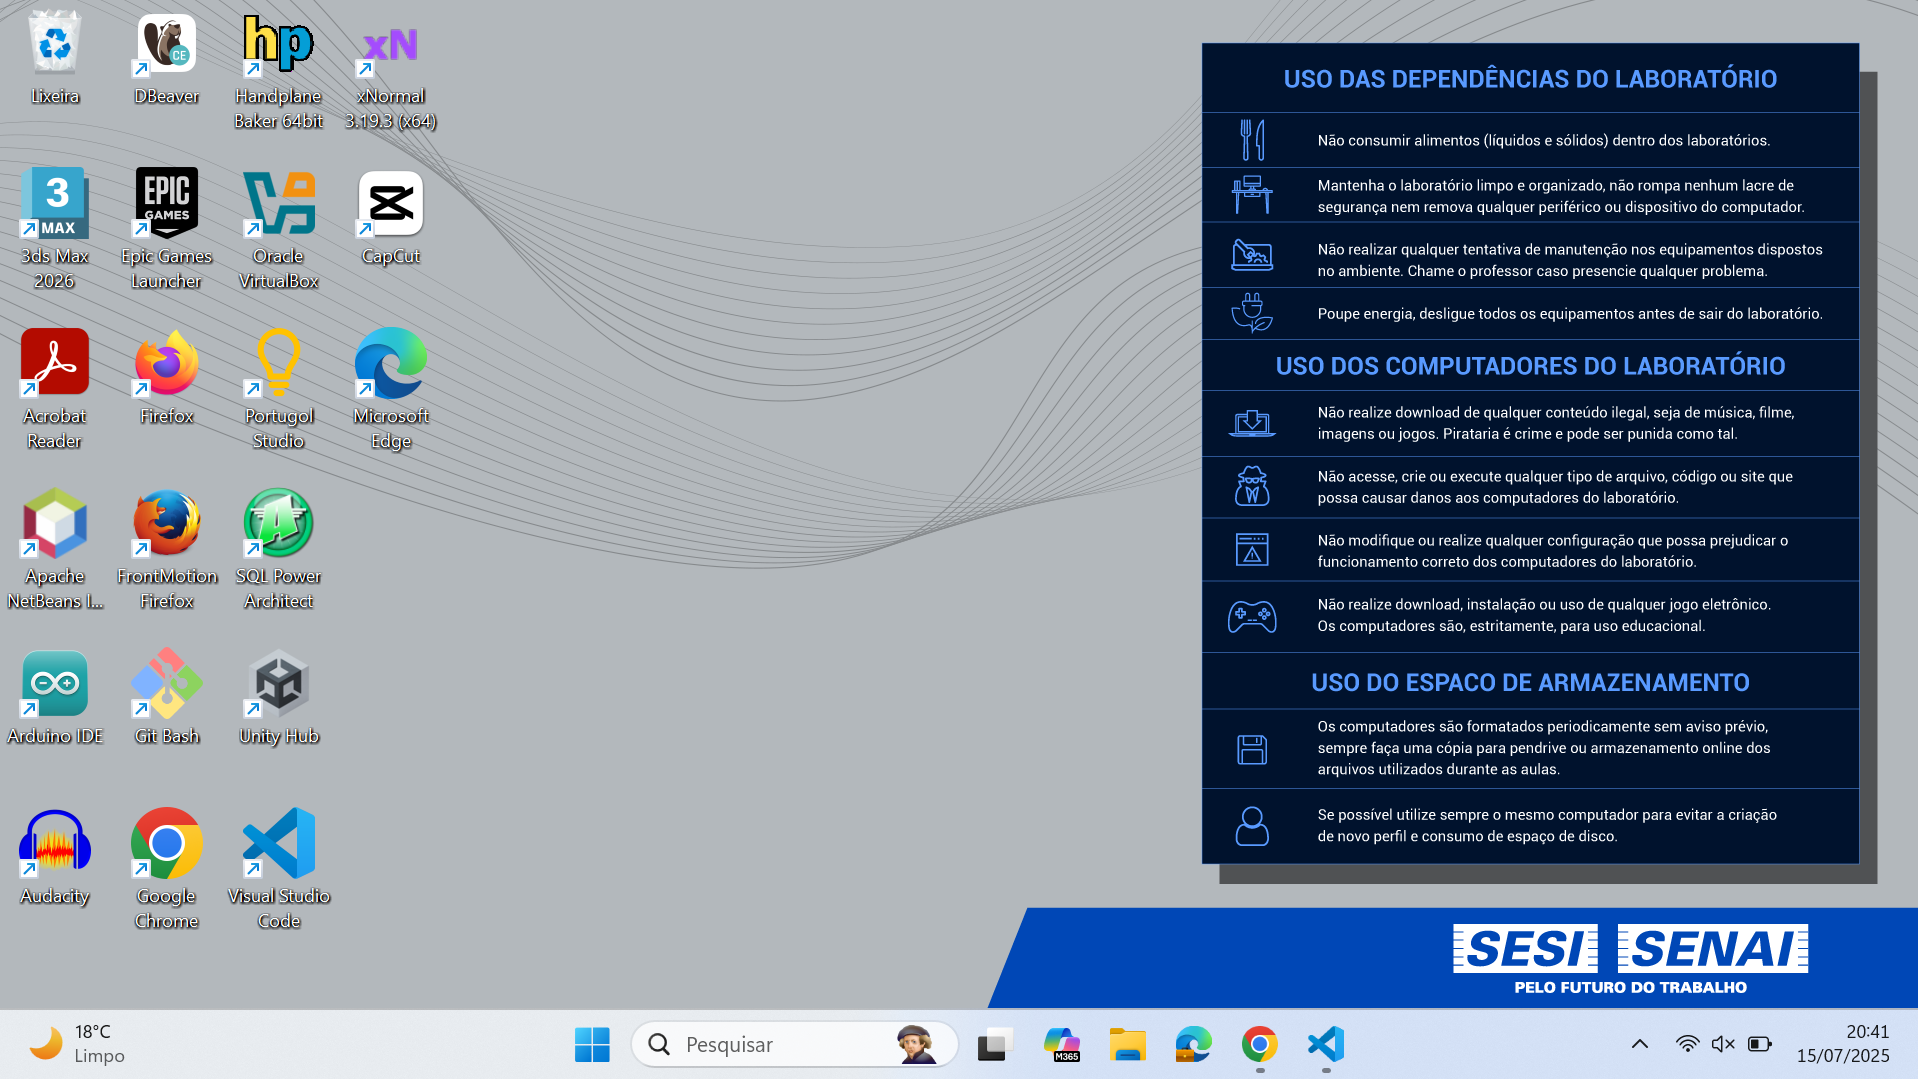 Lixeira
CE
DBeaver
hp
Handplane
Baker 64bit
xN
xNormal
3.19.3 (x64)
3
MAX
3ds Max
2026
EPIC
GAMES
Epic Games
Launcher
Oracle
VirtualBox
CapCut
Acrobat
Reader
Firefox
Portugol
Studio
Microsoft
Edge
Apache
NetBeans I...
FrontMotion
Firefox
SQL Power
Architect
Arduino IDE
Git Bash
Unity Hub
Audacity
Google
Chrome
Visual Studio
Code
USO DAS DEPENDÊNCIAS DO LABORATÓRIO
Não consumir alimentos (líquidos e sólidos) dentro dos laboratórios.
Mantenha o laboratório limpo e organizado, não rompa nenhum lacre de
segurança nem remova qualquer periférico ou dispositivo do computador.
Não realizar qualquer tentativa de manutenção nos equipamentos dispostos
no ambiente. Chame o professor caso presencie qualquer problema.
Poupe energia, desligue todos os equipamentos antes de sair do laboratório.
USO DOS COMPUTADORES DO LABORATÓRIO
Não realize download de qualquer conteúdo ilegal, seja de música, filme,
imagens ou jogos. Pirataria é crime e pode ser punida como tal.
Não acesse, crie ou execute qualquer tipo de arquivo, código ou site que
possa causar danos aos computadores do laboratório.
Não modifique ou realize qualquer configuração que possa prejudicar o
funcionamento correto dos computadores do laboratório.
Não realize download, instalação ou uso de qualquer jogo eletrônico.
Os computadores são, estritamente, para uso educacional.
USO DO ESPACO DE ARMAZENAMENTO
Os computadores são formatados periodicamente sem aviso prévio,
sempre faça uma cópia para pendrive ou armazenamento online dos
arquivos utilizados durante as aulas.
Se possível utilize sempre o mesmo computador para evitar a criação
de novo perfil e consumo de espaço de disco.
SESI SENAI
PELO FUTURO DO TRABALHO
18°C
Limpo
Pesquisar
M365
20:41
15/07/2025